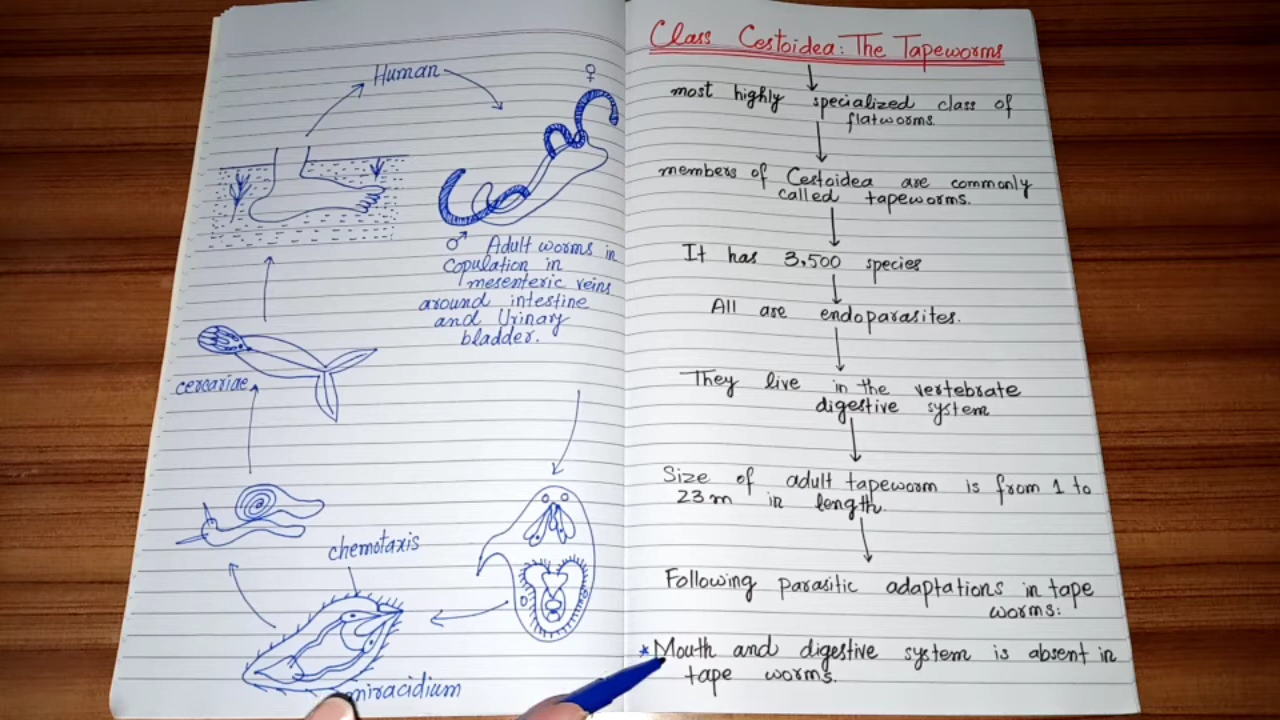 Human
♀
♂ Adult worms in
Copulation in
mesenteric veins
around intestine
and Urinary
bladder.
cercariae
chemotaxis
miracidium
Class Cestoidea: The Tapeworms
most highly specialized class of
flatworms.
members of Cestoidea are commonly
called tapeworms.
It has 3,500 species
All are endoparasites.
They live in the vertebrate
digestive system
Size of adult tapeworm is from 1 to
23m in length.
Following parasitic adaptations in tape
worms:
*Mouth and digestive system is absent in
tape worms.